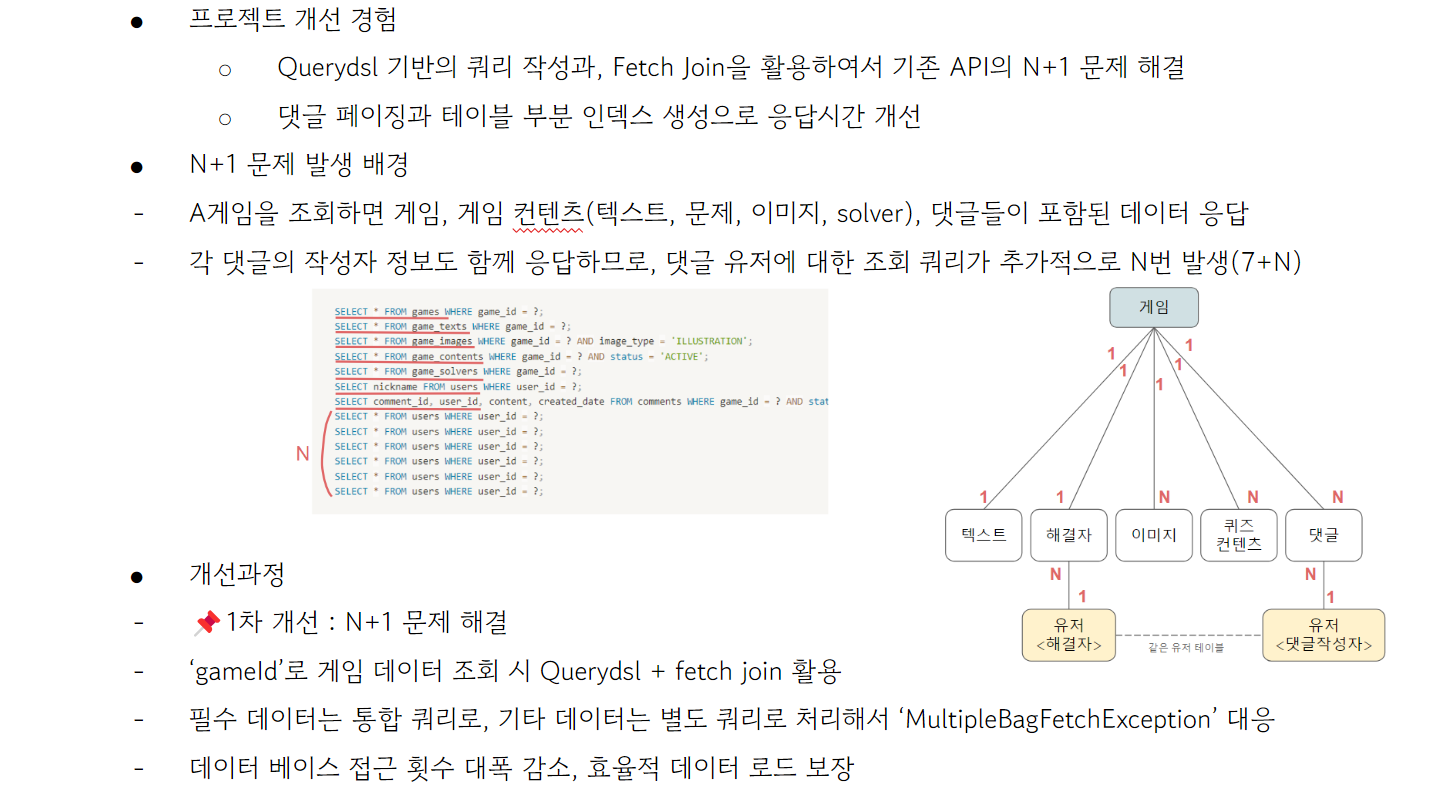 ● 프로젝트 개선 경험
○ Querydsl 기반의 쿼리 작성과, Fetch Join을 활용하여서 기존 API의 N+1 문제 해결
○ 댓글 페이징과 테이블 부분 인덱스 생성으로 응답시간 개선
● N+1 문제 발생 배경
- A게임을 조회하면 게임, 게임 컨텐츠(텍스트, 문제, 이미지, solver), 댓글들이 포함된 데이터 응답
- 각 댓글의 작성자 정보도 함께 응답하므로, 댓글 유저에 대한 조회 쿼리가 추가적으로 N번 발생(7+N)
SELECT * FROM games WHERE game_id = ?;
SELECT * FROM game_texts WHERE game_id = ?;
SELECT * FROM game_images WHERE game_id = ? AND image_type = 'ILLUSTRATION';
SELECT * FROM game_contents WHERE game_id = ? AND status = 'ACTIVE';
SELECT * FROM game_solvers WHERE game_id = ?;
SELECT nickname FROM users WHERE user_id = ?;
SELECT comment_id, user_id, content, created_date FROM comments WHERE game_id = ? AND stat
SELECT * FROM users WHERE user_id = ?;
SELECT * FROM users WHERE user_id = ?;
SELECT * FROM users WHERE user_id = ?;
SELECT * FROM users WHERE user_id = ?;
SELECT * FROM users WHERE user_id = ?;
SELECT * FROM users WHERE user_id = ?;
N
게임
1 1 1 1 1
1 1 N N N
텍스트 해결자 이미지 퀴즈 컨텐츠 댓글
N N
1 1
유저 <해결자>
같은 유저 테이블
유저 <댓글작성자>
● 개선과정
- 📌1차 개선 : N+1 문제 해결
- ‘gameId’로 게임 데이터 조회 시 Querydsl + fetch join 활용
- 필수 데이터는 통합 쿼리로, 기타 데이터는 별도 쿼리로 처리해서 ‘MultipleBagFetchException’ 대응
- 데이터 베이스 접근 횟수 대폭 감소, 효율적 데이터 로드 보장